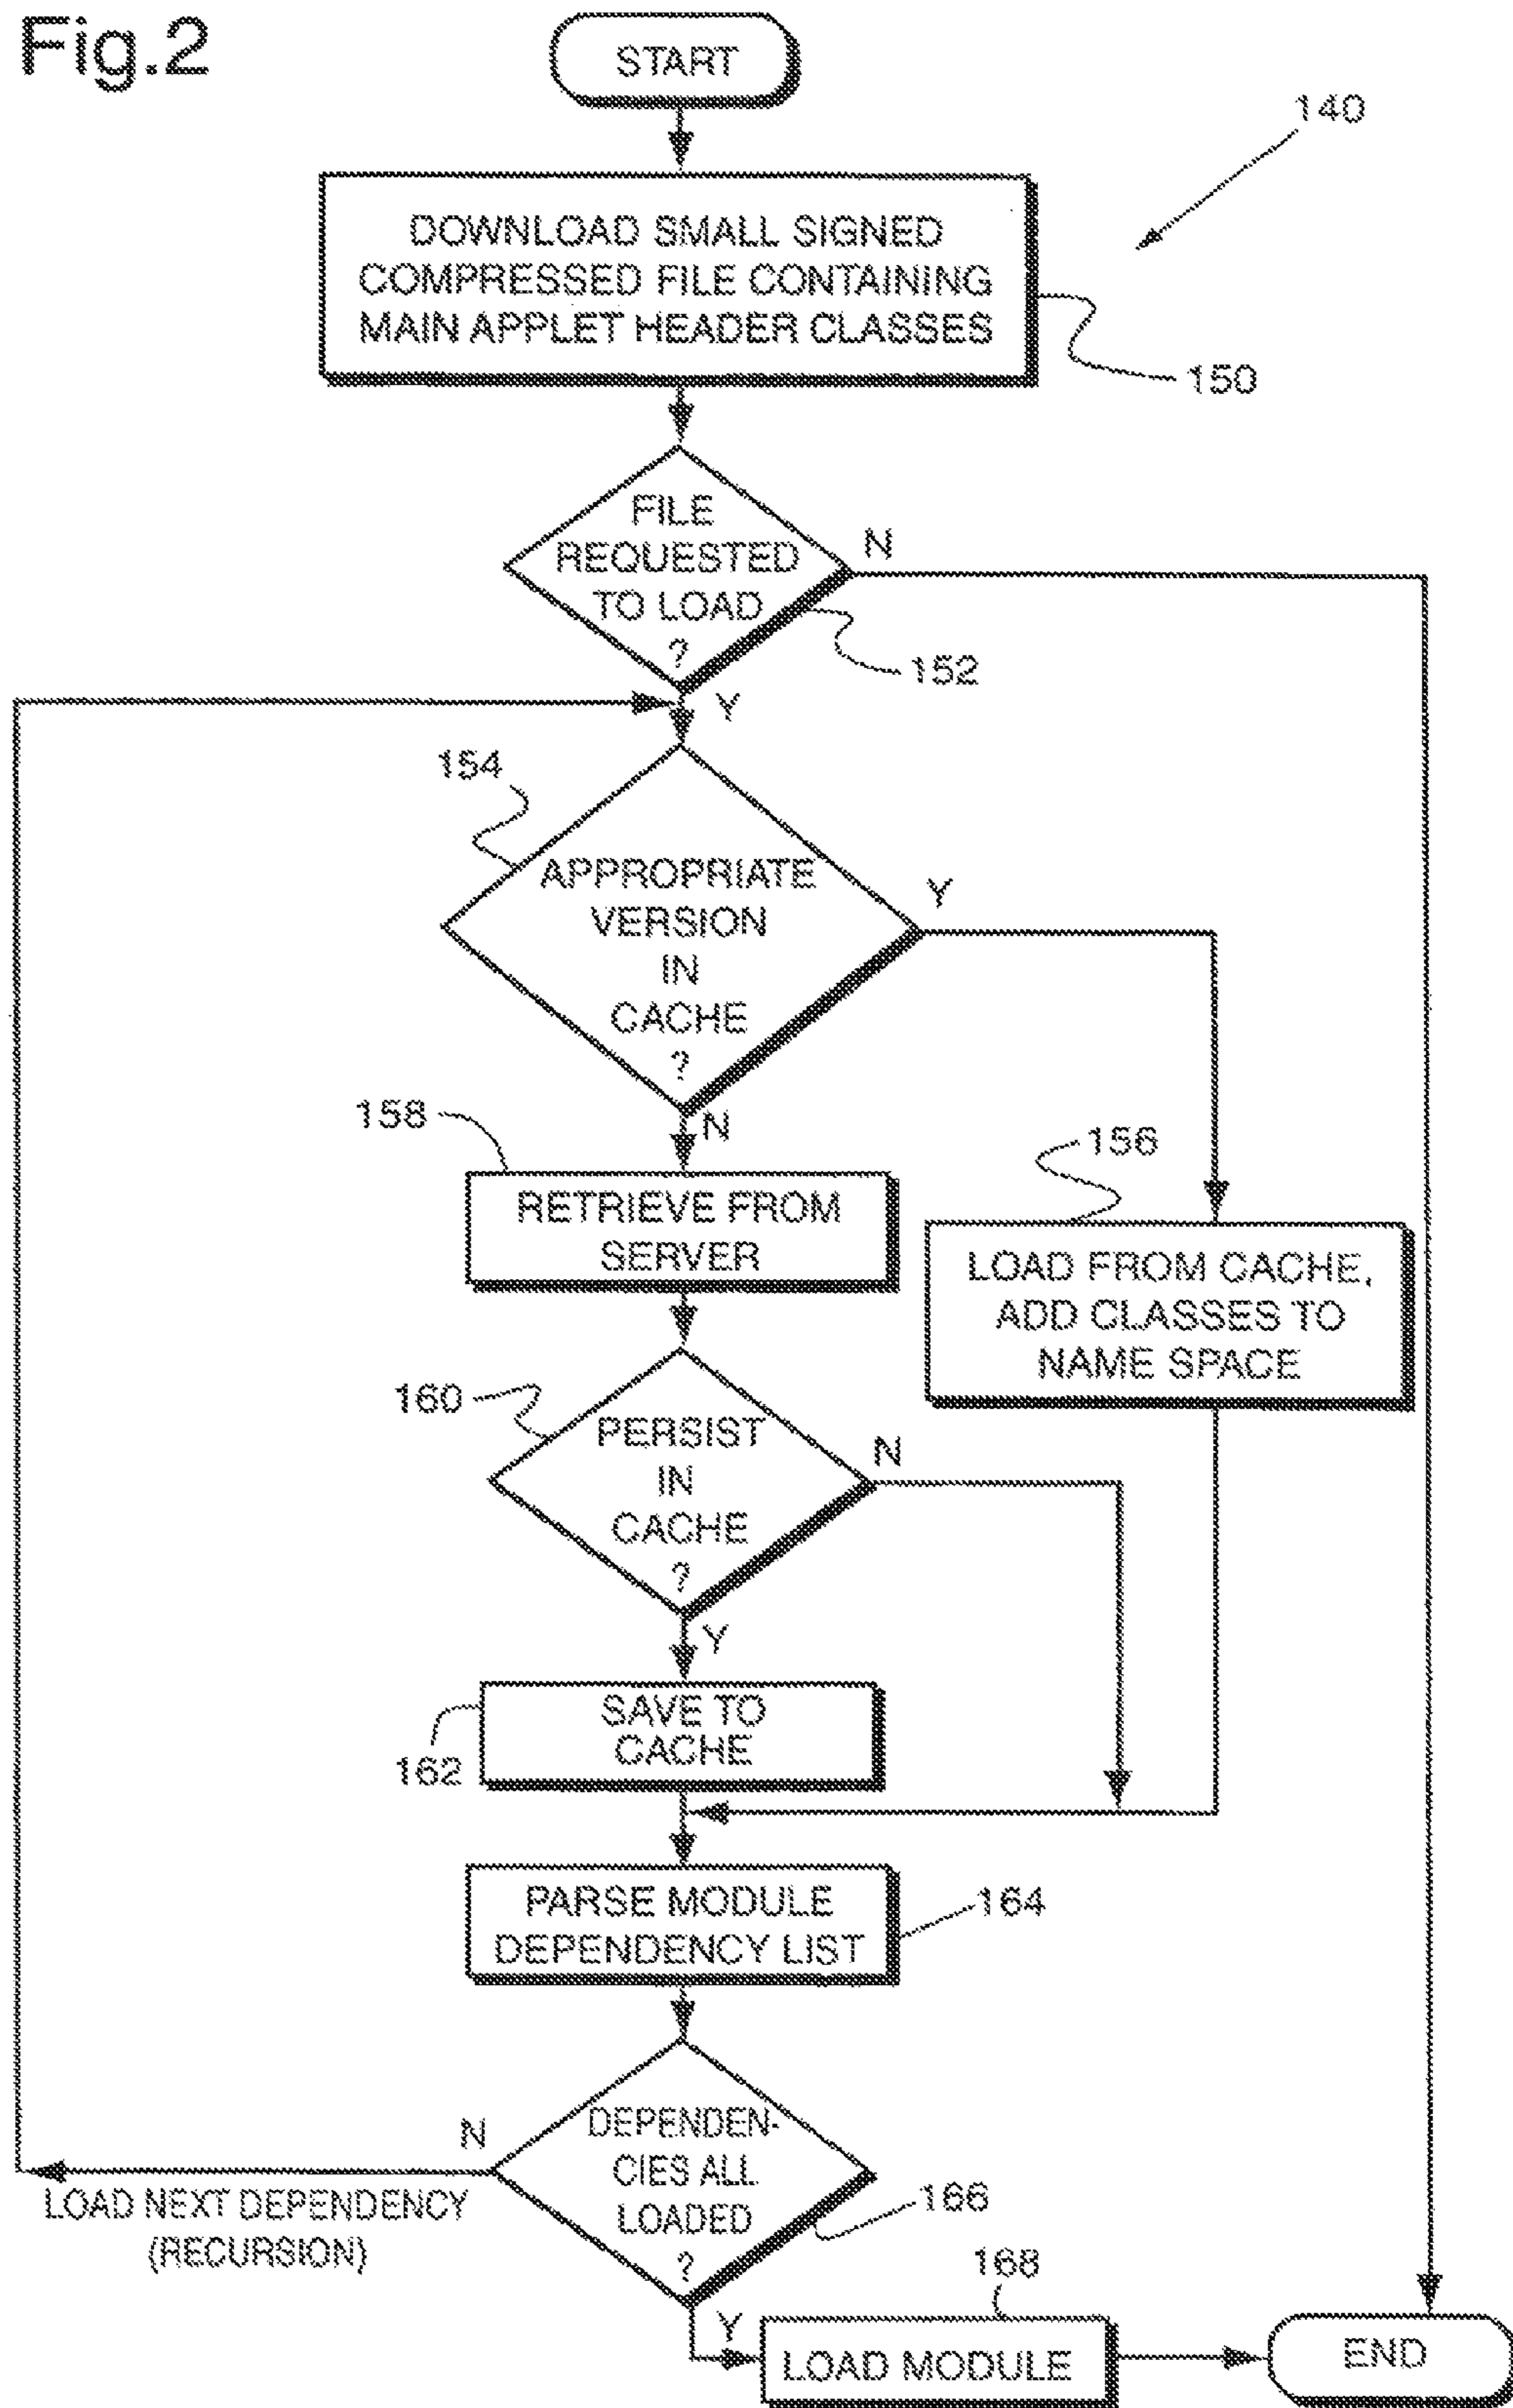 Fig.2
START
140
DOWNLOAD SMALL SIGNED
COMPRESSED FILE CONTAINING
MAIN APPLET HEADER CLASSES
150
FILE
REQUESTED
TO LOAD
?
N
152
Y
154
APPROPRIATE
VERSION
IN
CACHE
?
Y
N
158
RETRIEVE FROM
SERVER
156
LOAD FROM CACHE,
ADD CLASSES TO
NAME SPACE
160
PERSIST
IN
CACHE
?
N
Y
SAVE TO
CACHE
162
PARSE MODULE
DEPENDENCY LIST
164
DEPENDEN-
CIES ALL
LOADED
?
N
LOAD NEXT DEPENDENCY
(RECURSION)
166
Y
168
LOAD MODULE
END